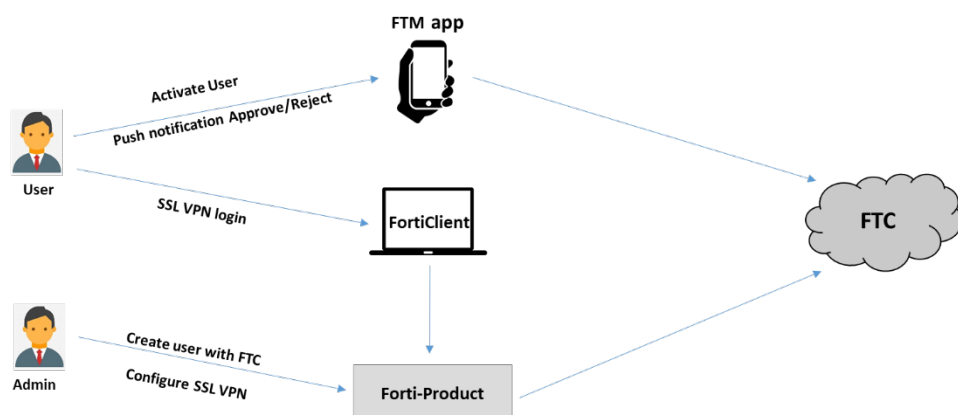 FTM app
Activate User
Push notification Approve/Reject
User
SSL VPN login
FortiClient
FTC
Create user with FTC
Admin
Configure SSL VPN
Forti-Product